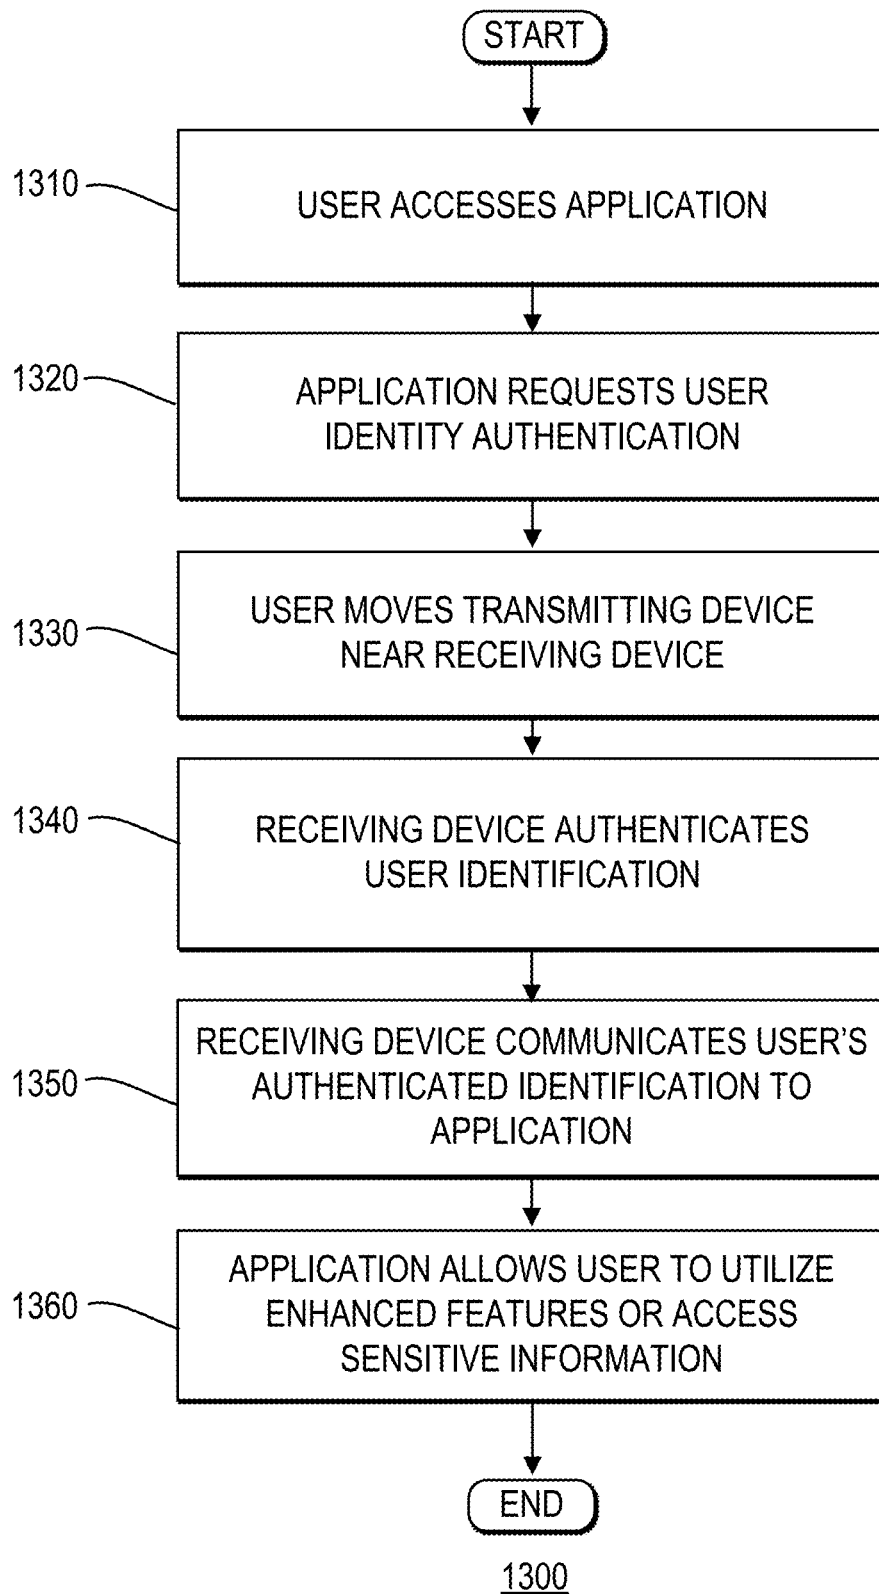 START
1310
USER ACCESSES APPLICATION
1320
APPLICATION REQUESTS USER
IDENTITY AUTHENTICATION
1330
USER MOVES TRANSMITTING DEVICE
NEAR RECEIVING DEVICE
1340
RECEIVING DEVICE AUTHENTICATES
USER IDENTIFICATION
1350
RECEIVING DEVICE COMMUNICATES USER'S
AUTHENTICATED IDENTIFICATION TO
APPLICATION
1360
APPLICATION ALLOWS USER TO UTILIZE
ENHANCED FEATURES OR ACCESS
SENSITIVE INFORMATION
END
1300